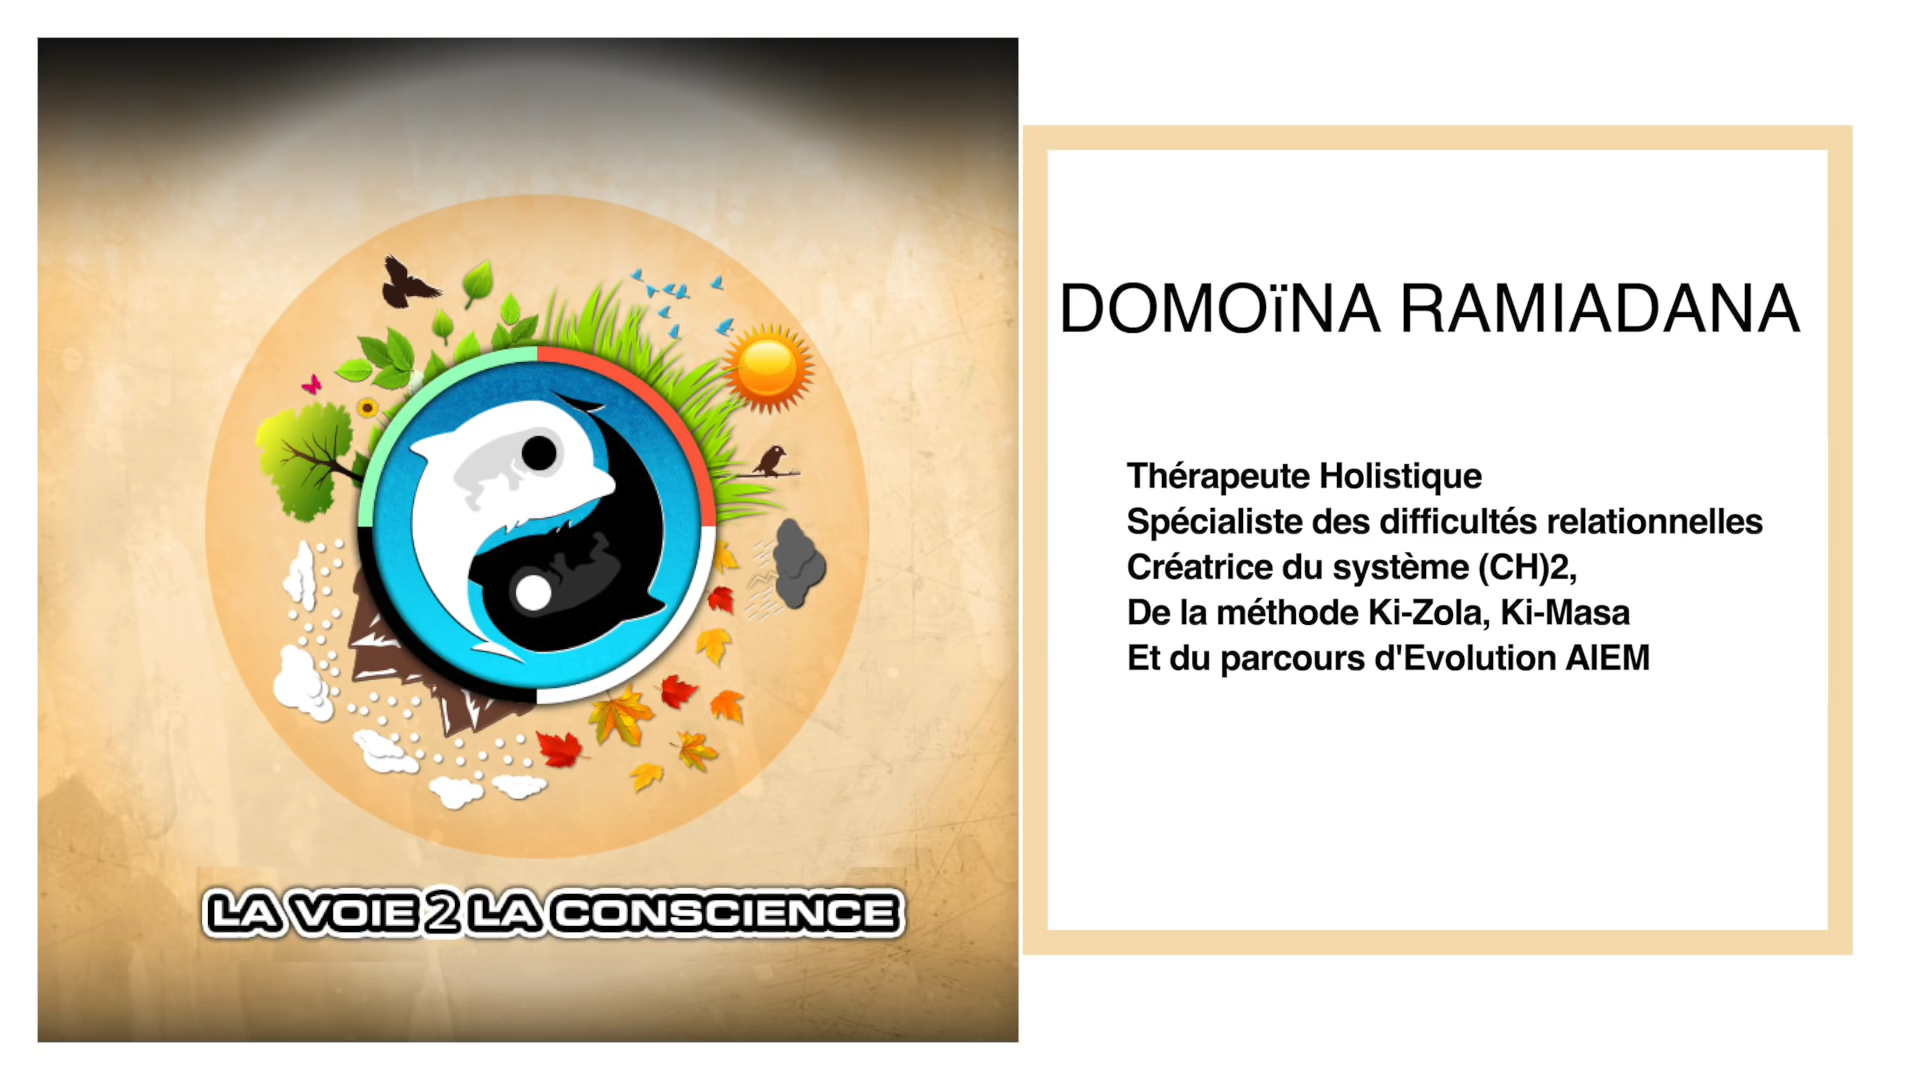 LA VOIE 2 LA CONSCIENCE
DOMOïNA RAMIADANA
Thérapeute Holistique
Spécialiste des difficultés relationnelles
Créatrice du système (CH)2,
De la méthode Ki-Zola, Ki-Masa
Et du parcours d'Evolution AIEM